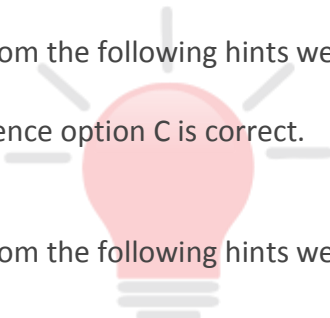 om the following hints we
ence option C is correct.
om the following hints we